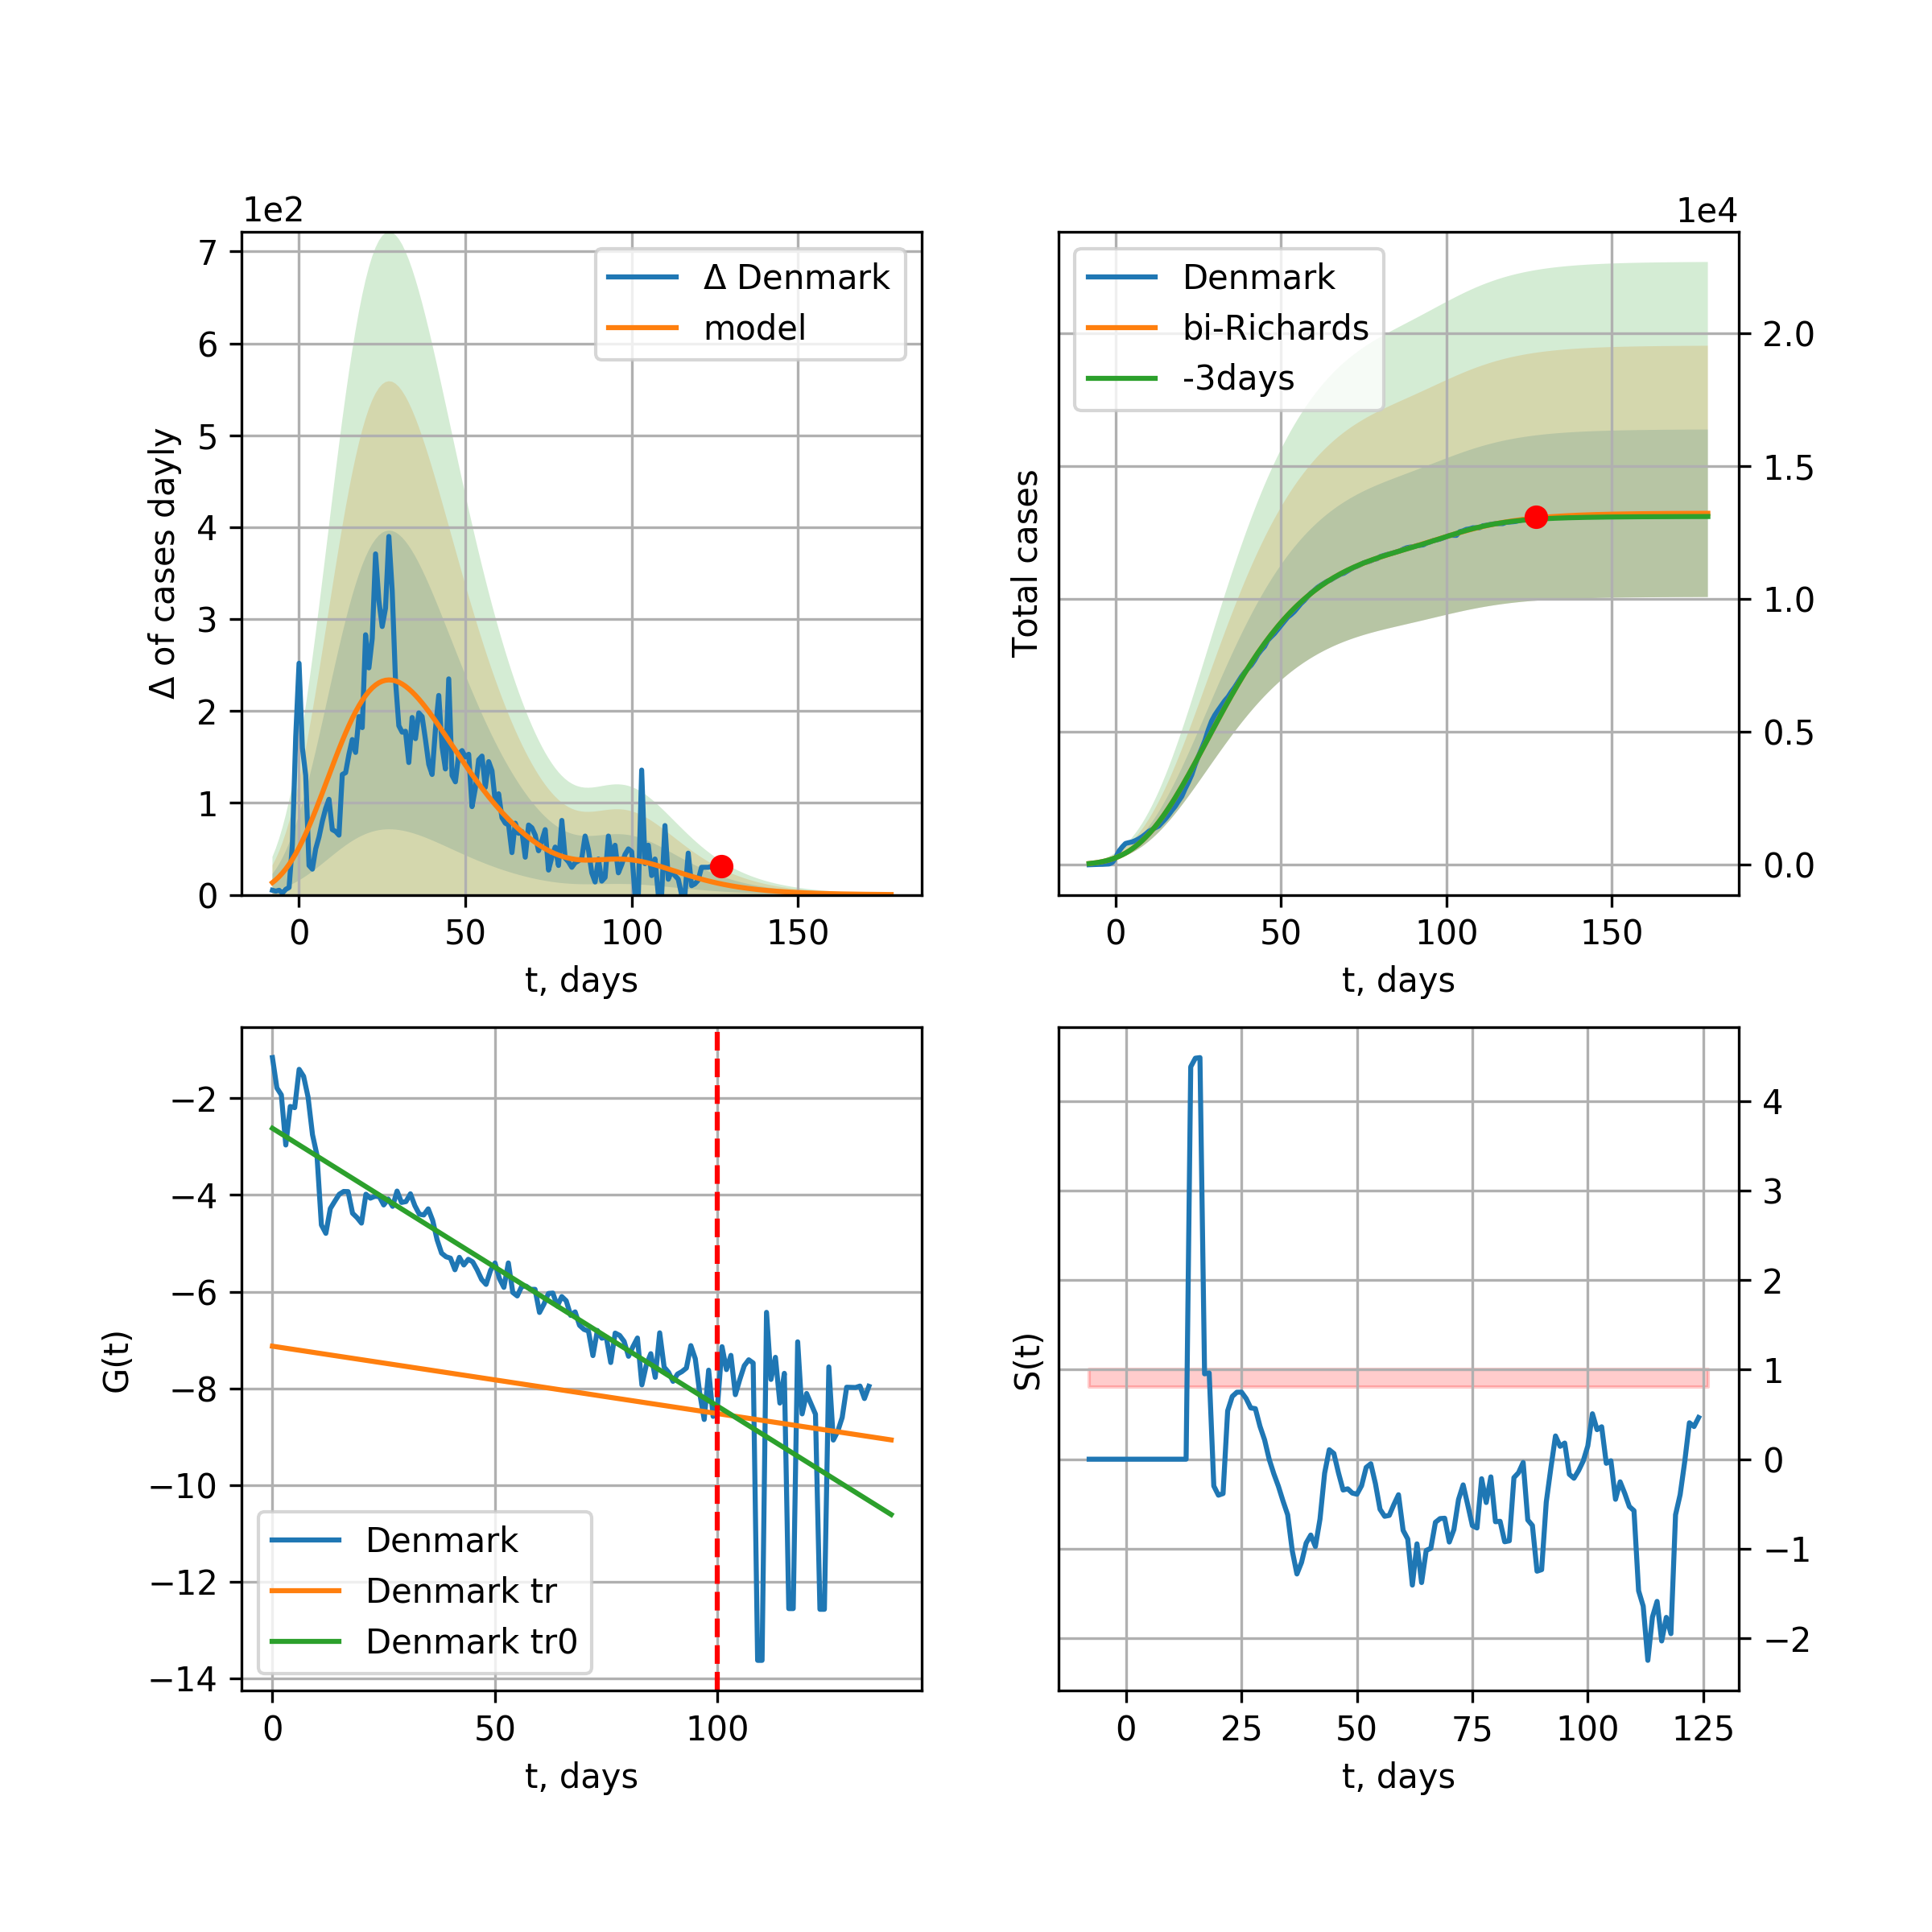 1e2
7
6
5
4
3
2
1
0
Δ of cases dayly
Δ Denmark
model
0 50 100 150
t, days
1e4
Denmark
bi-Richards
-3days
Total cases
2.0
1.5
1.0
0.5
0.0
0 50 100 150
t, days
−2
−4
−6
−8
−10
−12
−14
G(t)
Denmark
Denmark tr
Denmark tr0
0 50 100
t, days
S(t)
4
3
2
1
0
−1
−2
0 25 50 75 100 125
t, days